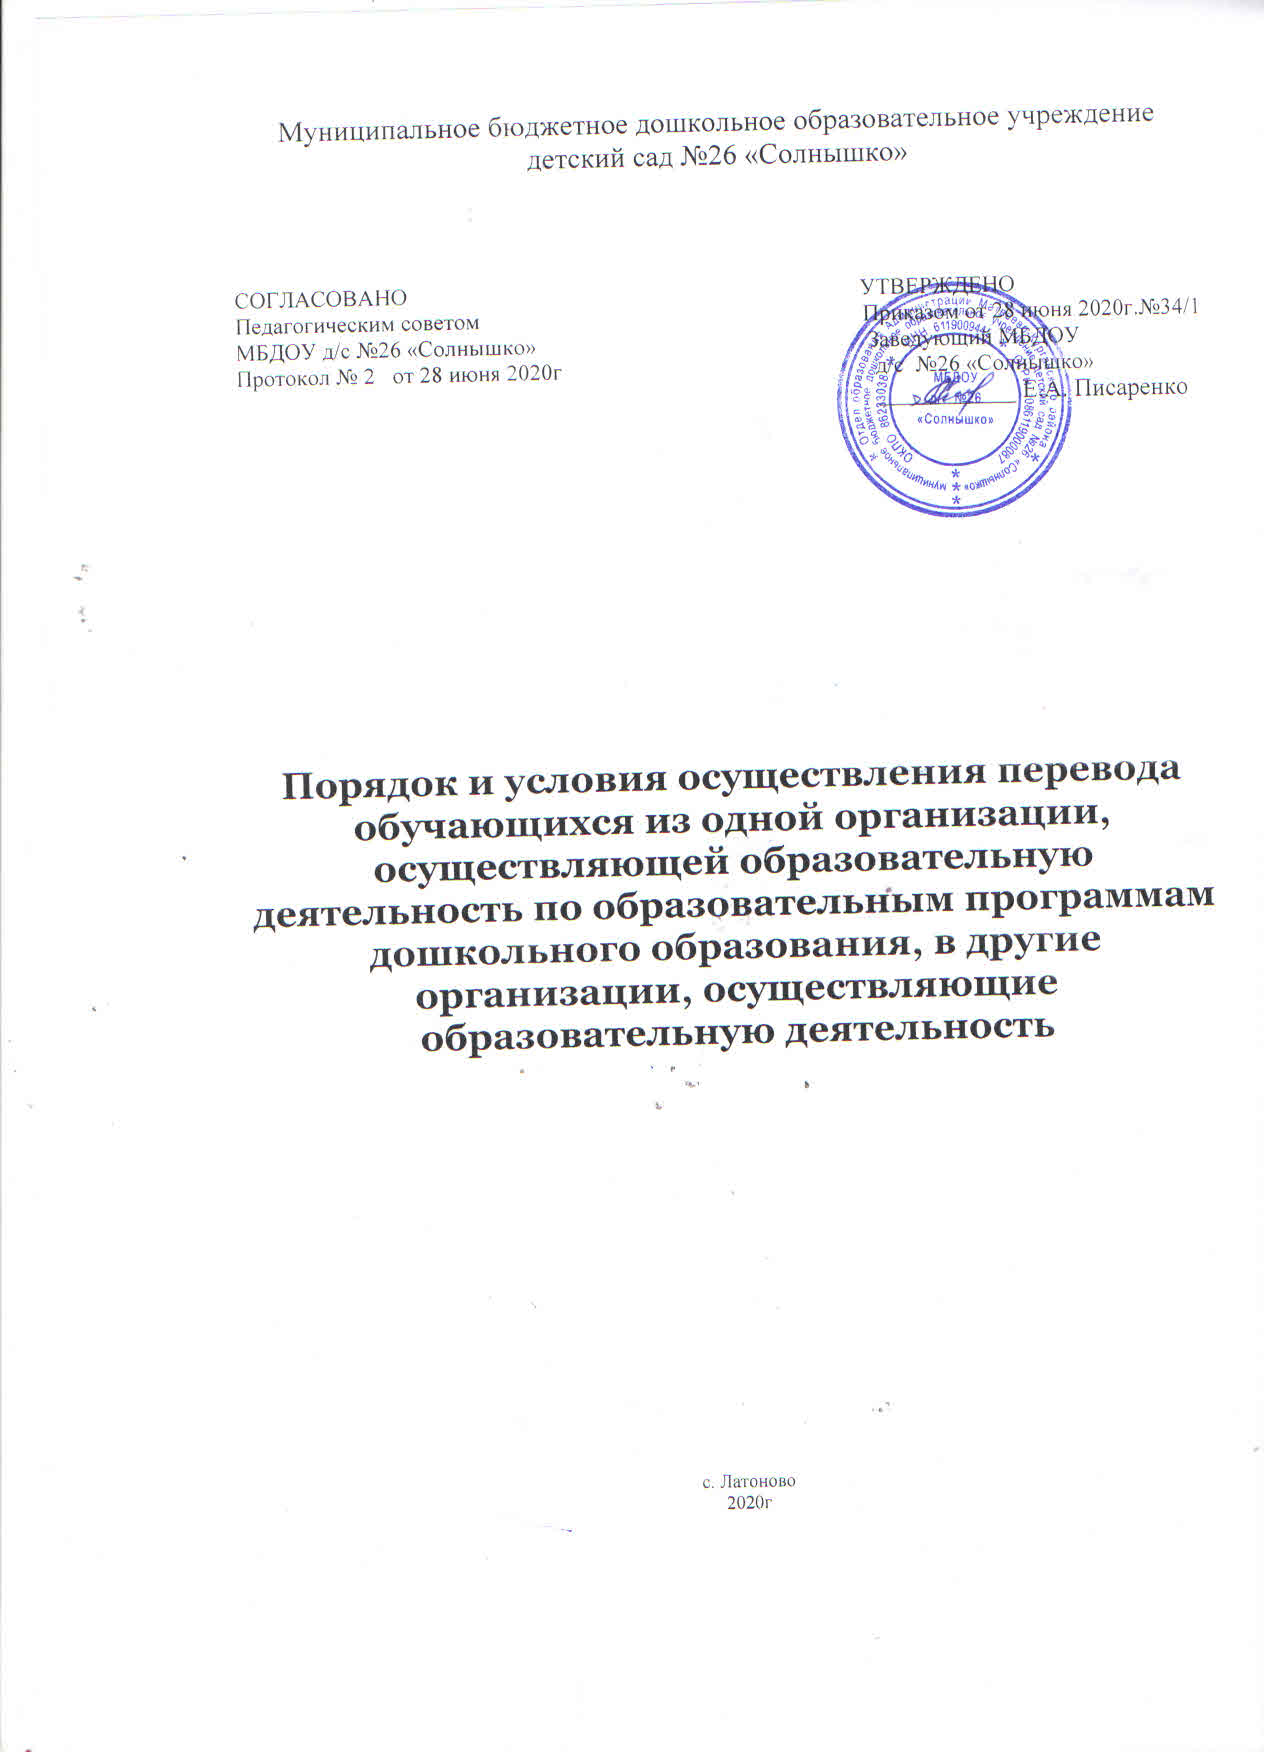 Муниципальное бюджетное дошкольное образовательное учреждение
детский сад №26 «Солнышко»
СОГЛАСОВАНО
Педагогическим советом
МБДОУ д/с №26 «Солнышко»
Протокол № 2 от 28 июня 2020г
УТВЕРЖДЕНО
Приказом от 28 июня 2020г.№34/1
Заведующий МБДОУ
д/с №26 «Солнышко»
Е.А. Писаренко
МБДОУ
№26
«Солнышко»
Порядок и условия осуществления перевода
обучающихся из одной организации,
осуществляющей образовательную
деятельность по образовательным программам
дошкольного образования, в другие
организации, осуществляющие
образовательную деятельность
с. Латоново
2020г